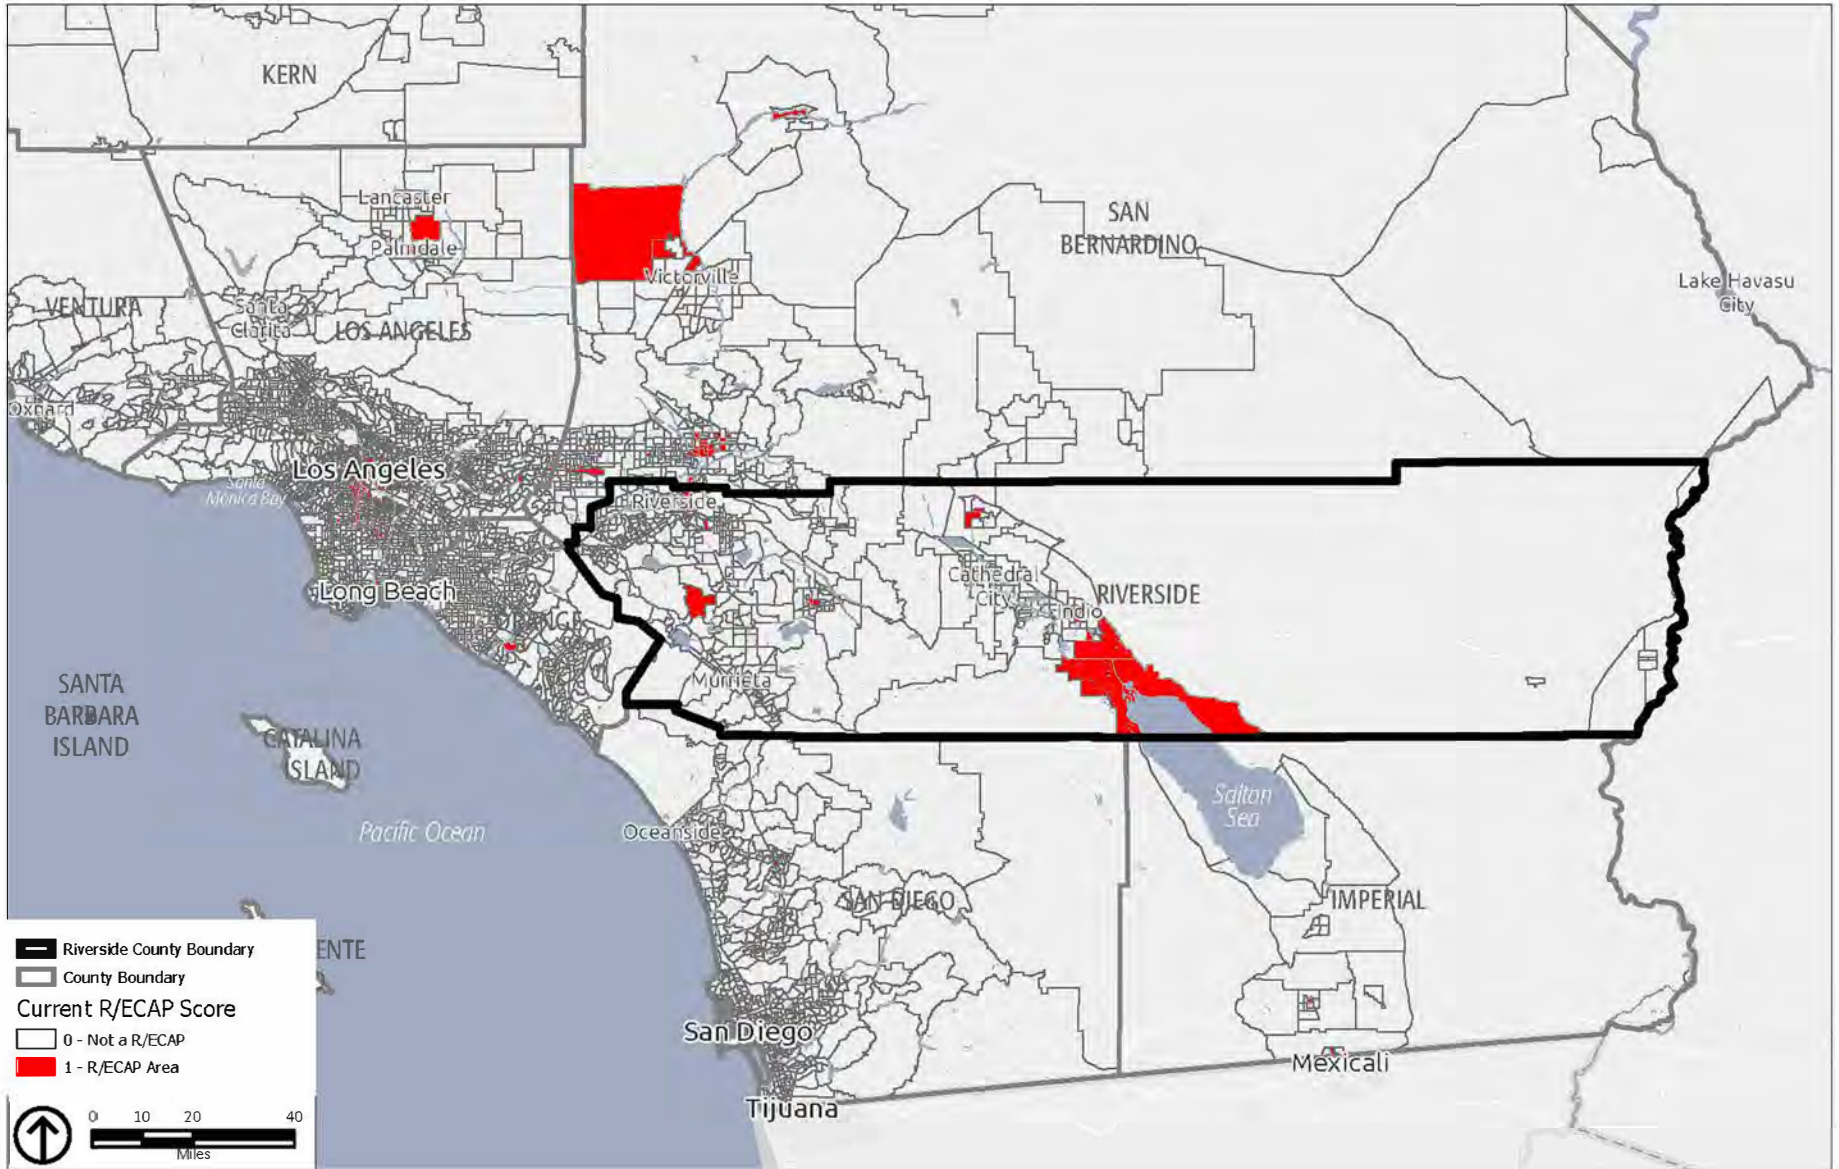 KERN
Lancaster
SAN
BERNARDINO
Palmdale
Victorville
Lake Havasu
City
VENTURA
Santa
Clarita
LOS ANGELES
Oxnard
Los Angeles
Santa
Monica Bay
Riverside
Cathedral
City
RIVERSIDE
Long Beach
Indio
Murrieta
SANTA
BARBARA
ISLAND
CATALINA
ISLAND
Salton
Sea
Pacific Ocean
Oceanside
SAN DIEGO
IMPERIAL
ENTE
Riverside County Boundary
County Boundary
Current R/ECAP Score
0 - Not a R/ECAP
1 - R/ECAP Area
San Diego
Mexicali
Tijuana
0 10 20 40
Miles